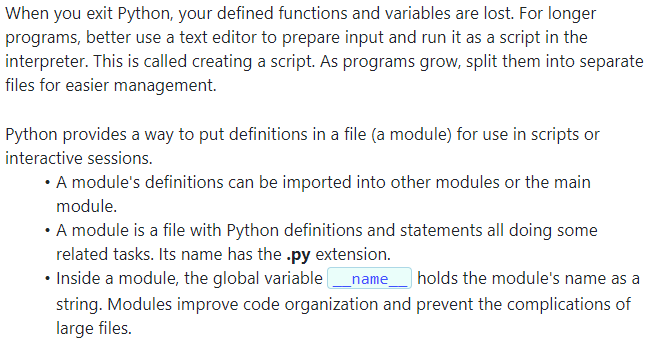 When you exit Python, your defined functions and variables are lost. For longer
programs, better use a text editor to prepare input and run it as a script in the
interpreter. This is called creating a script. As programs grow, split them into separate
files for easier management.
Python provides a way to put definitions in a file (a module) for use in scripts or
interactive sessions.
• A module's definitions can be imported into other modules or the main
module.
• A module is a file with Python definitions and statements all doing some
related tasks. Its name has the .py extension.
• Inside a module, the global variable __name__ holds the module's name as a
string. Modules improve code organization and prevent the complications of
large files.